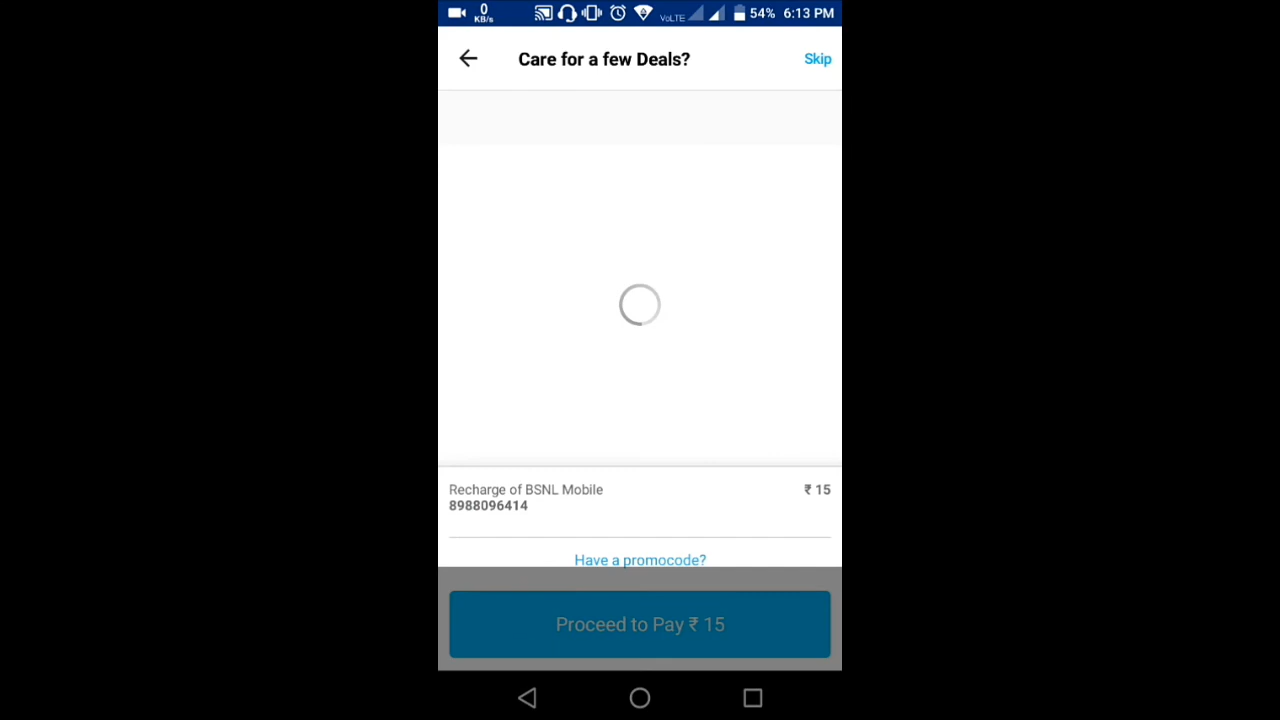 0
KB/s
VoLTE
54% 6:13 PM
Care for a few Deals?
Skip
Recharge of BSNL Mobile
₹ 15
8988096414
Have a promocode?
Proceed to Pay ₹ 15